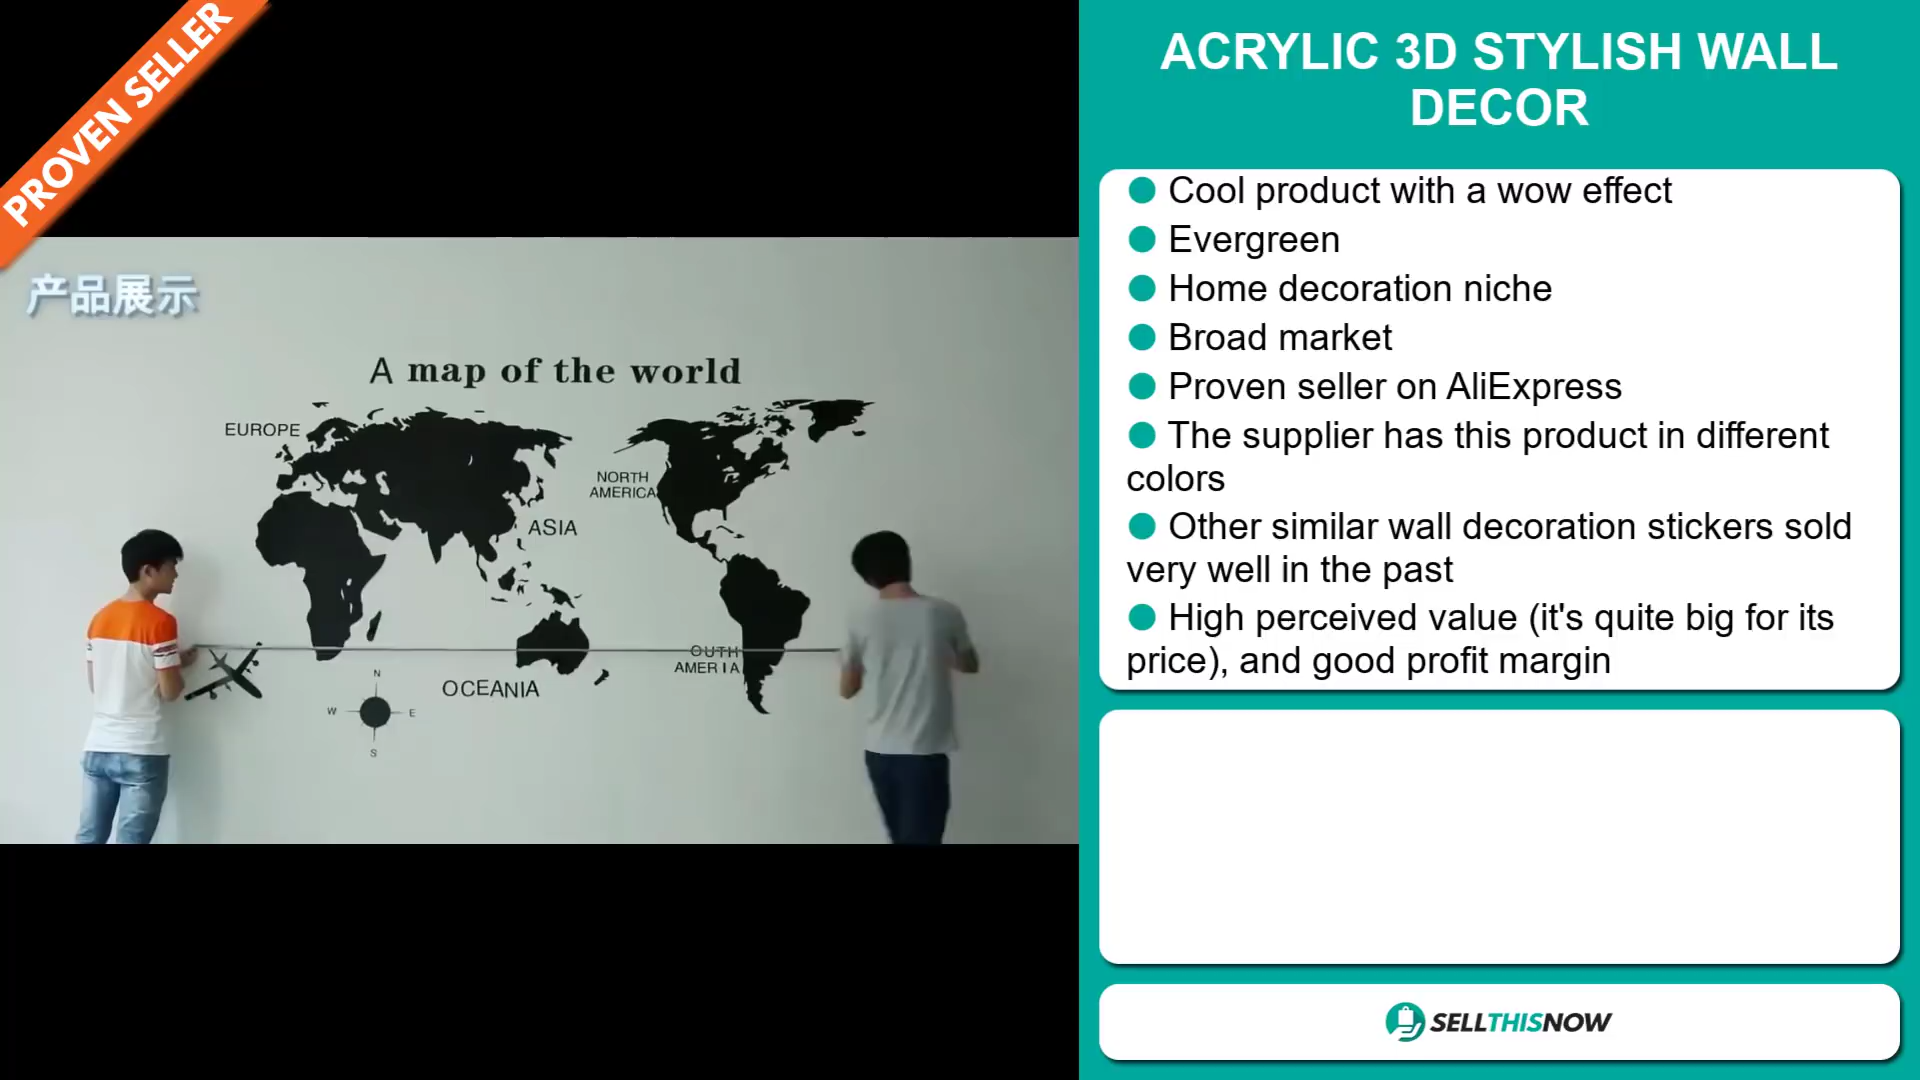 PROVEN SELLER
产品展示
A map of the world
EUROPE
NORTH
AMERICA
ASIA
OUTH
AMERIA
OCEANIA
N
W E
S
ACRYLIC 3D STYLISH WALL
DECOR
Cool product with a wow effect
Evergreen
Home decoration niche
Broad market
Proven seller on AliExpress
The supplier has this product in different
colors
Other similar wall decoration stickers sold
very well in the past
High perceived value (it's quite big for its
price), and good profit margin
SELLTHISNOW